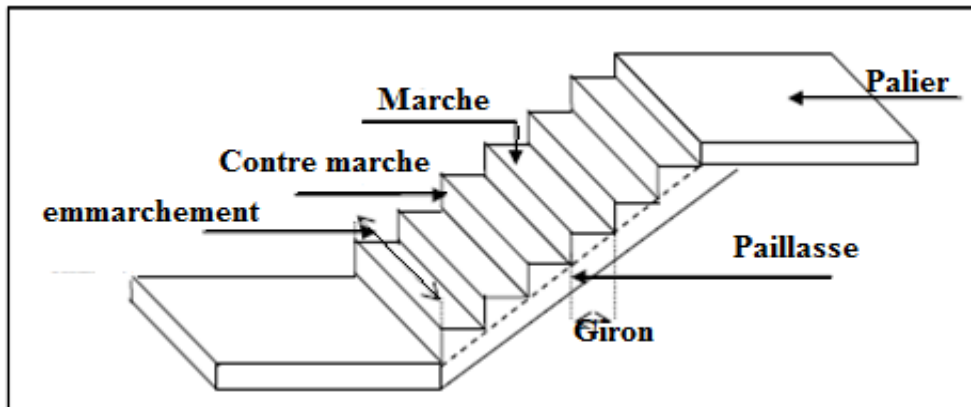 Palier
Marche
Contre marche
emmarchement
Paillasse
Giron